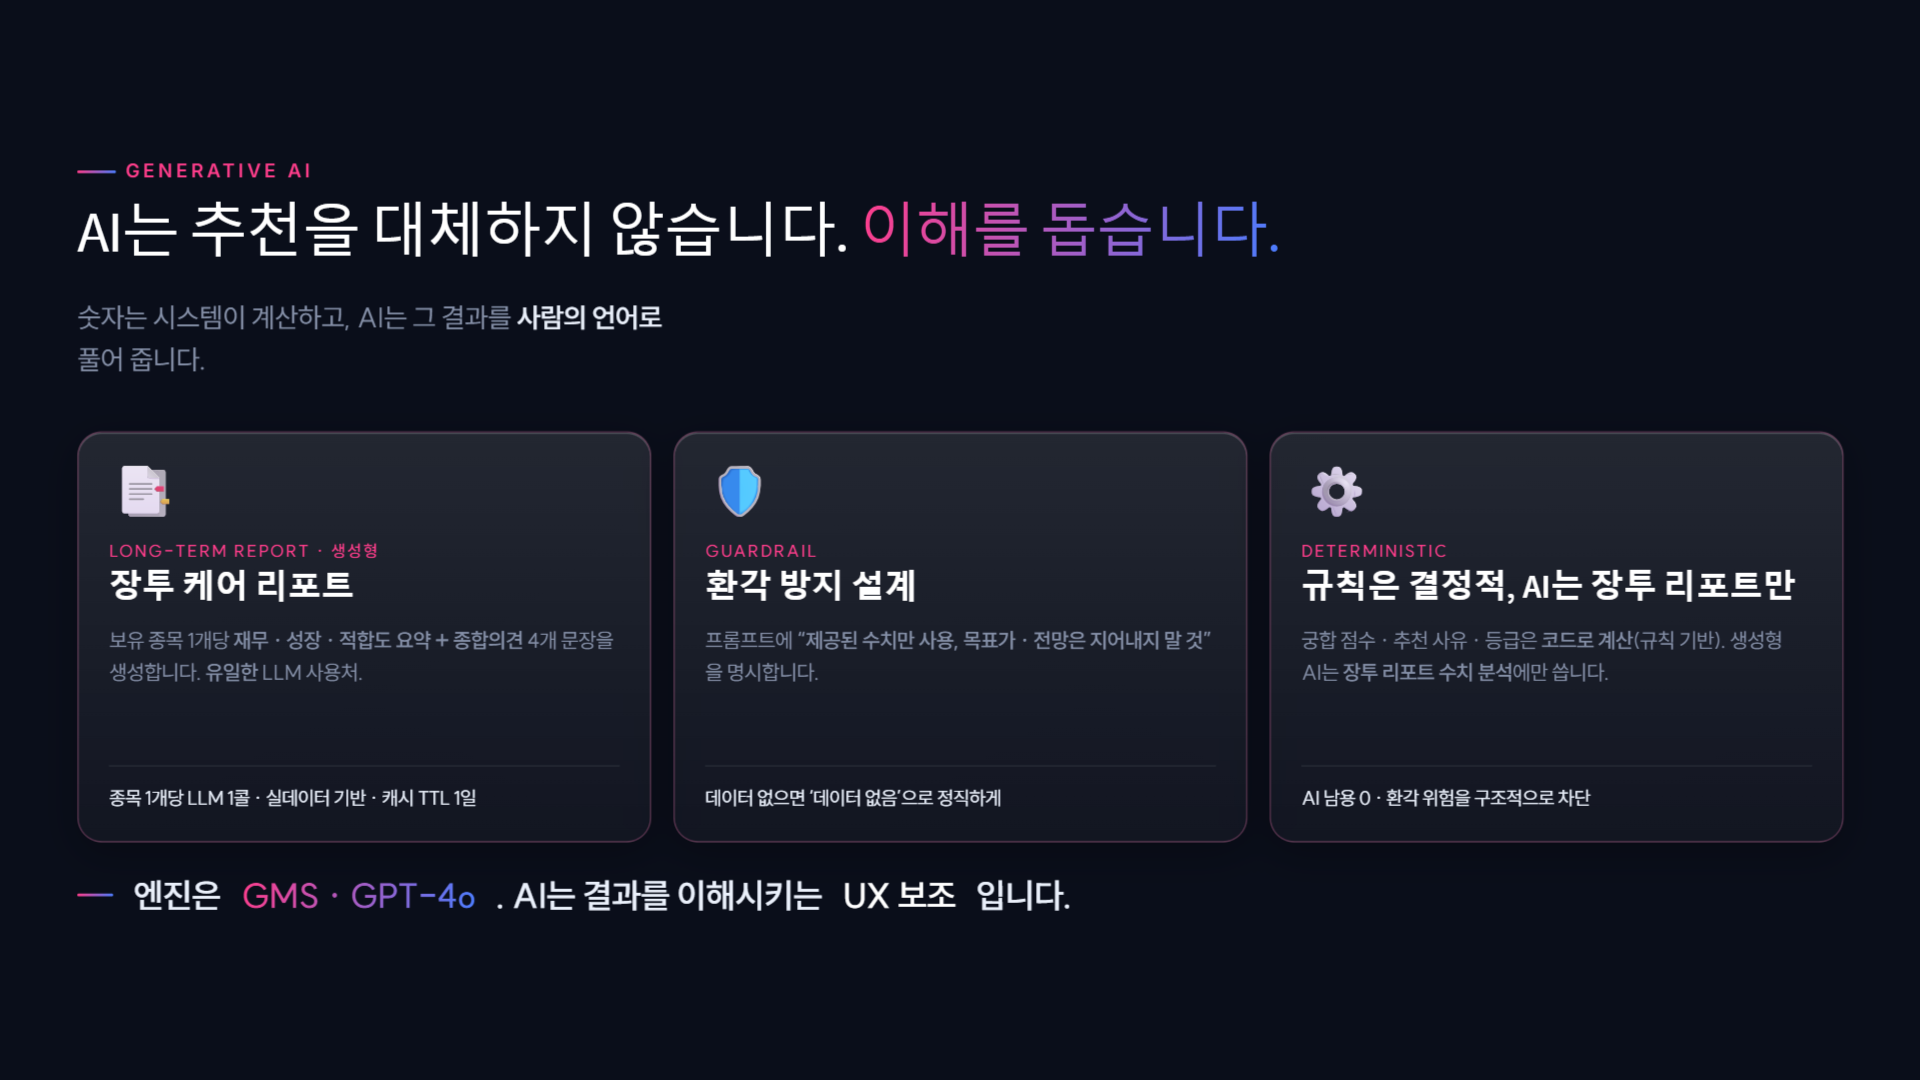 GENERATIVE AI
AI는 추천을 대체하지 않습니다. 이해를 돕습니다.
숫자는 시스템이 계산하고, AI는 그 결과를 사람의 언어로
풀어 줍니다.
LONG-TERM REPORT · 생성형
장투 케어 리포트
보유 종목 1개당 재무 · 성장 · 적합도 요약 + 종합의견 4개 문장을
생성합니다. 유일한 LLM 사용처.
종목 1개당 LLM 1콜 · 실데이터 기반 · 캐시 TTL 1일
GUARDRAIL
환각 방지 설계
프롬프트에 “제공된 수치만 사용, 목표가 · 전망은 지어내지 말 것”
을 명시합니다.
데이터 없으면 ‘데이터 없음’으로 정직하게
DETERMINISTIC
규칙은 결정적, AI는 장투 리포트만
궁합 점수 · 추천 사유 · 등급은 코드로 계산(규칙 기반). 생성형
AI는 장투 리포트 수치 분석에만 씁니다.
AI 남용 0 · 환각 위험을 구조적으로 차단
엔진은 GMS · GPT-4o . AI는 결과를 이해시키는 UX 보조 입니다.